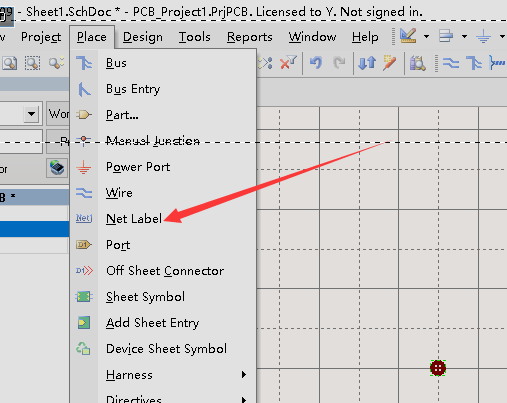 - Sheet1.SchDoc * - PCB_Project1.PrjPCB. Licensed to Y. Not signed in.
Project Place Design Tools Reports Window Help
Bus
Bus Entry
Part...
Manual Junction
Power Port
Wire
Net Label
Port
Off Sheet Connector
Sheet Symbol
Add Sheet Entry
Device Sheet Symbol
Harness
Directives
Wor